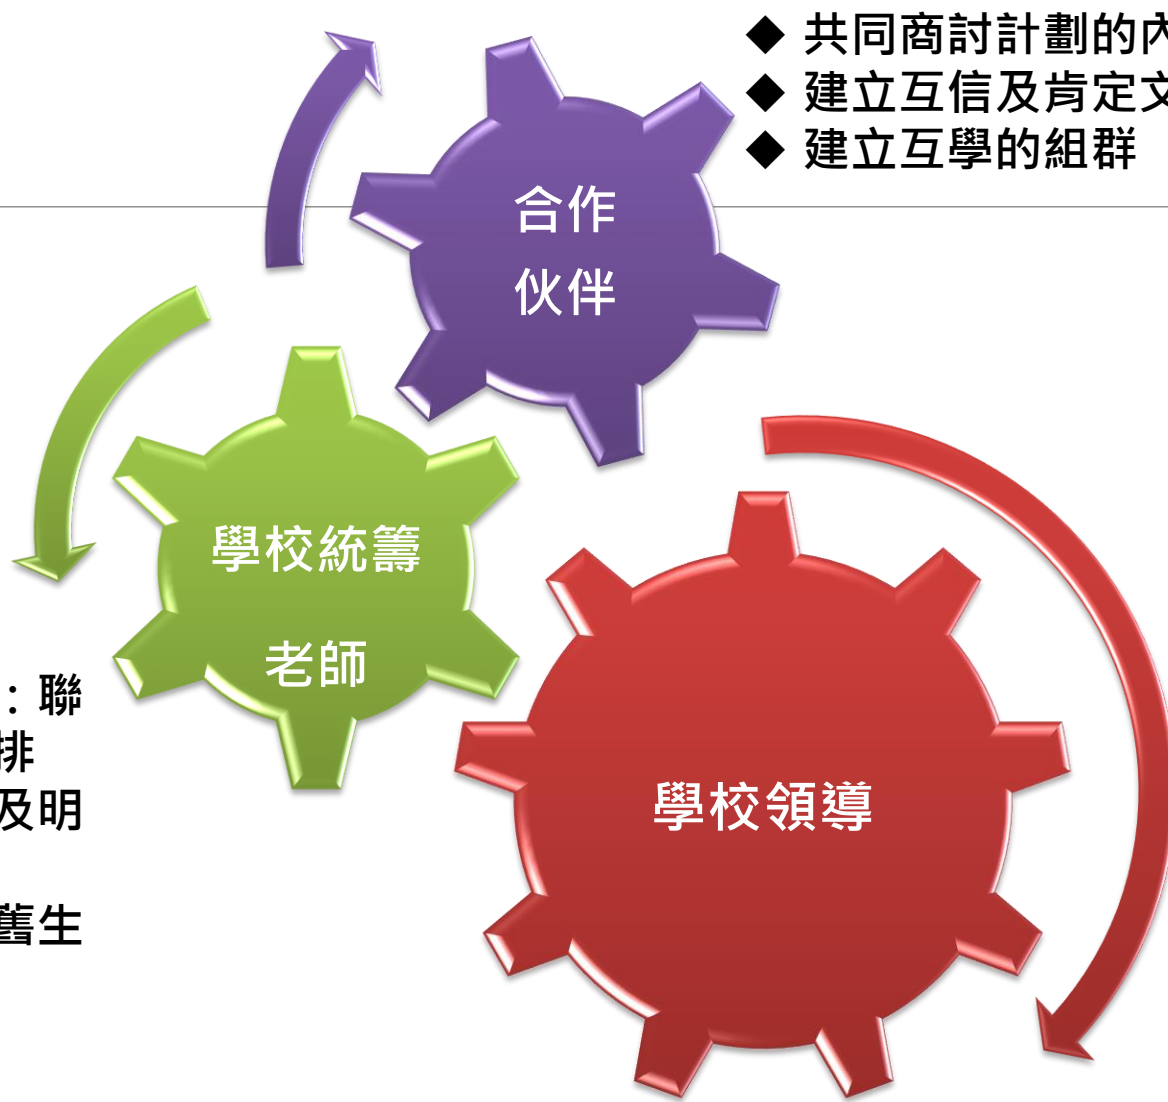 ◆ 共同商討計劃的內
◆ 建立互信及肯定文
◆ 建立互學的組群
合作
伙伴
學校統籌
老師
：聯
排
及明
舊生
學校領導